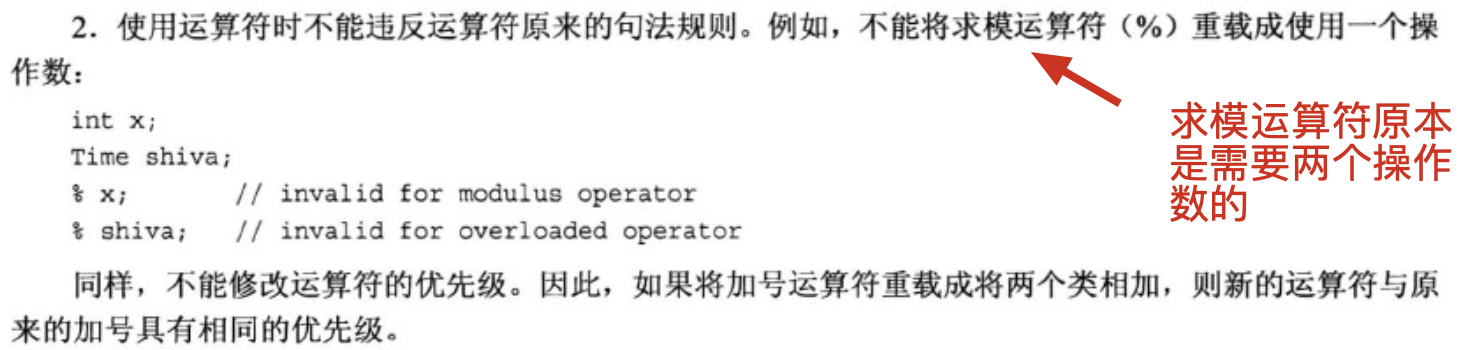 2．使用运算符时不能违反运算符原来的句法规则。例如，不能将求模运算符（%）重载成使用一个操
作数：
int x;
Time shiva;
% x;        // invalid for modulus operator
% shiva;   // invalid for overloaded operator
同样，不能修改运算符的优先级。因此，如果将加号运算符重载成将两个类相加，则新的运算符与原
来的加号具有相同的优先级。
求模运算符原本
是需要两个操作
数的